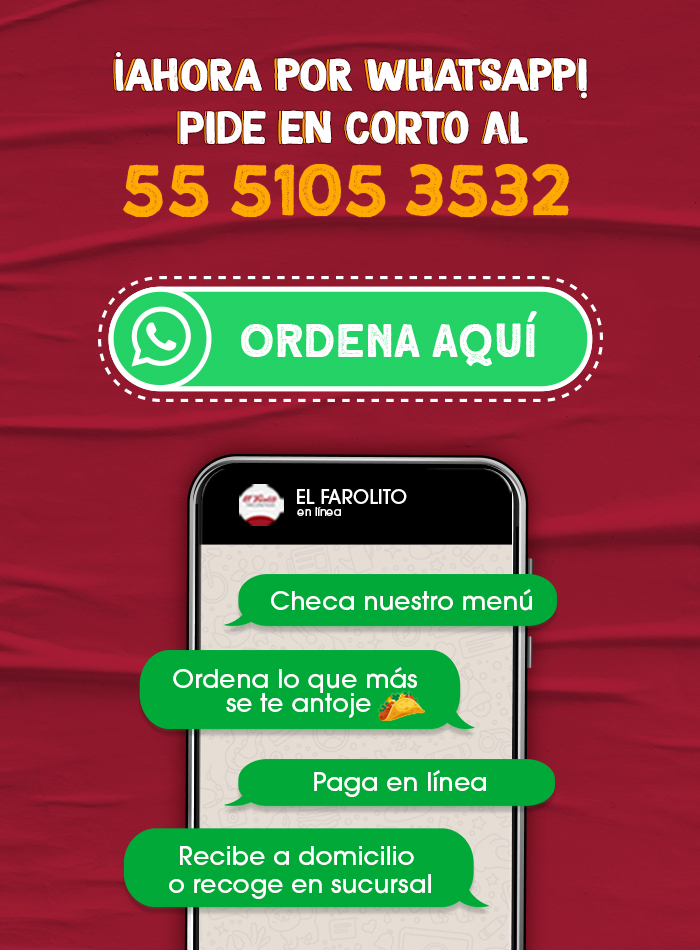 ¡AHORA POR WHATSAPP!
PIDE EN CORTO AL
55 5105 3532
ORDENA AQUÍ
EL FAROLITO
en línea
Checa nuestro menú
Ordena lo que más
se te antoje
Paga en línea
Recibe a domicilio
o recoge en sucursal